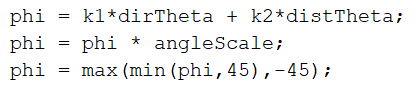 phi = k1*dirTheta + k2*distTheta;
phi = phi * angleScale;
phi = max(min(phi,45),-45);